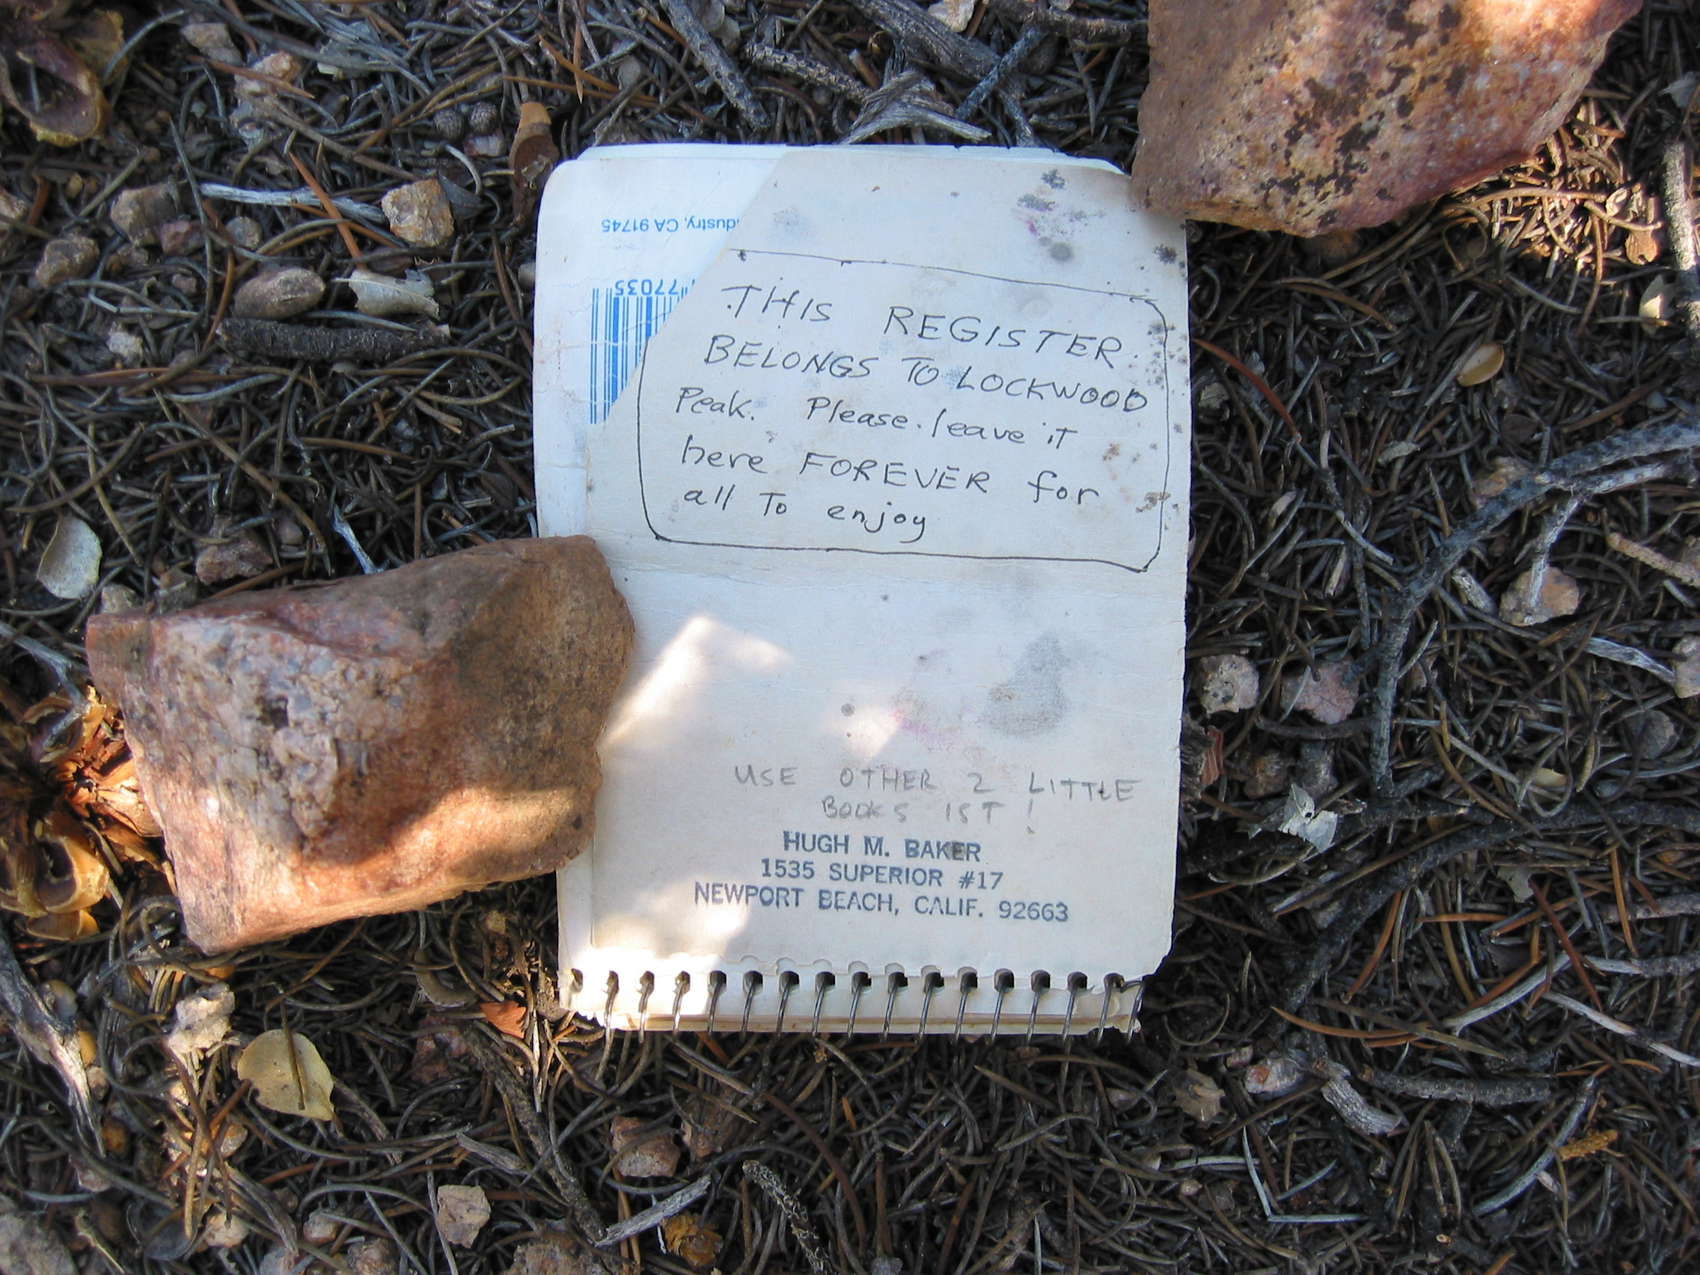 ndustry, CA 91745
77035
THIS REGISTER
BELONGS TO LOCKWOOD
Peak. Please leave it
here FOREVER for
all To enjoy
USE OTHER 2 LITTLE
BOOKS 1ST!
HUGH M. BAKER
1535 SUPERIOR #17
NEWPORT BEACH, CALIF. 92663